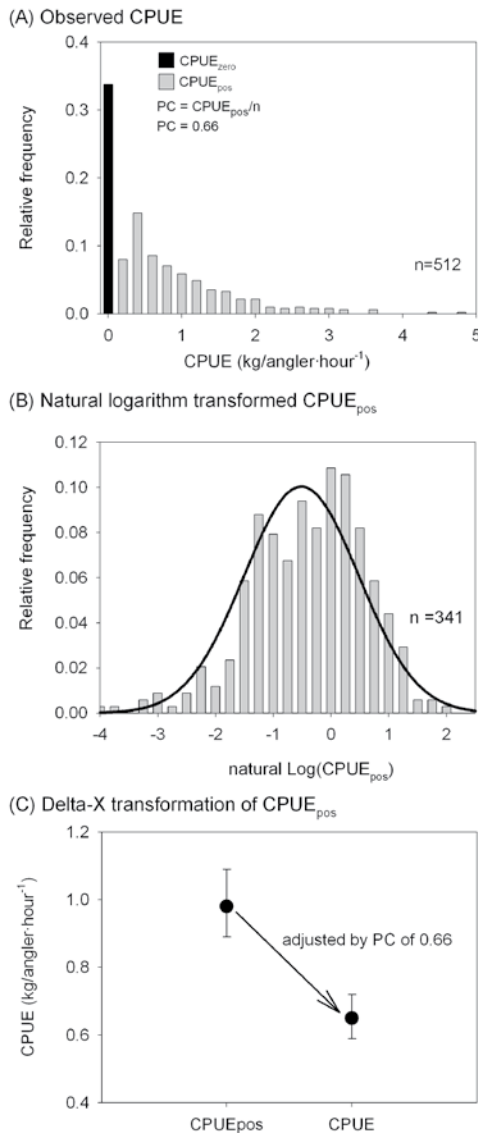 (A) Observed CPUE
0.4
0.3
0.2
0.1
0.0
Relative frequency
CPUEzero
CPUEpos
PC = CPUEpos/n
PC = 0.66
n=512
0 1 2 3 4 5
CPUE (kg/angler·hour-1)
(B) Natural logarithm transformed CPUEpos
0.12
0.10
0.08
0.06
0.04
0.02
0.00
Relative frequency
n =341
-4 -3 -2 -1 0 1 2
natural Log(CPUEpos)
(C) Delta-X transformation of CPUEpos
1.2
1.0
0.8
0.6
0.4
CPUE (kg/angler·hour-1)
adjusted by PC of 0.66
CPUEpos CPUE